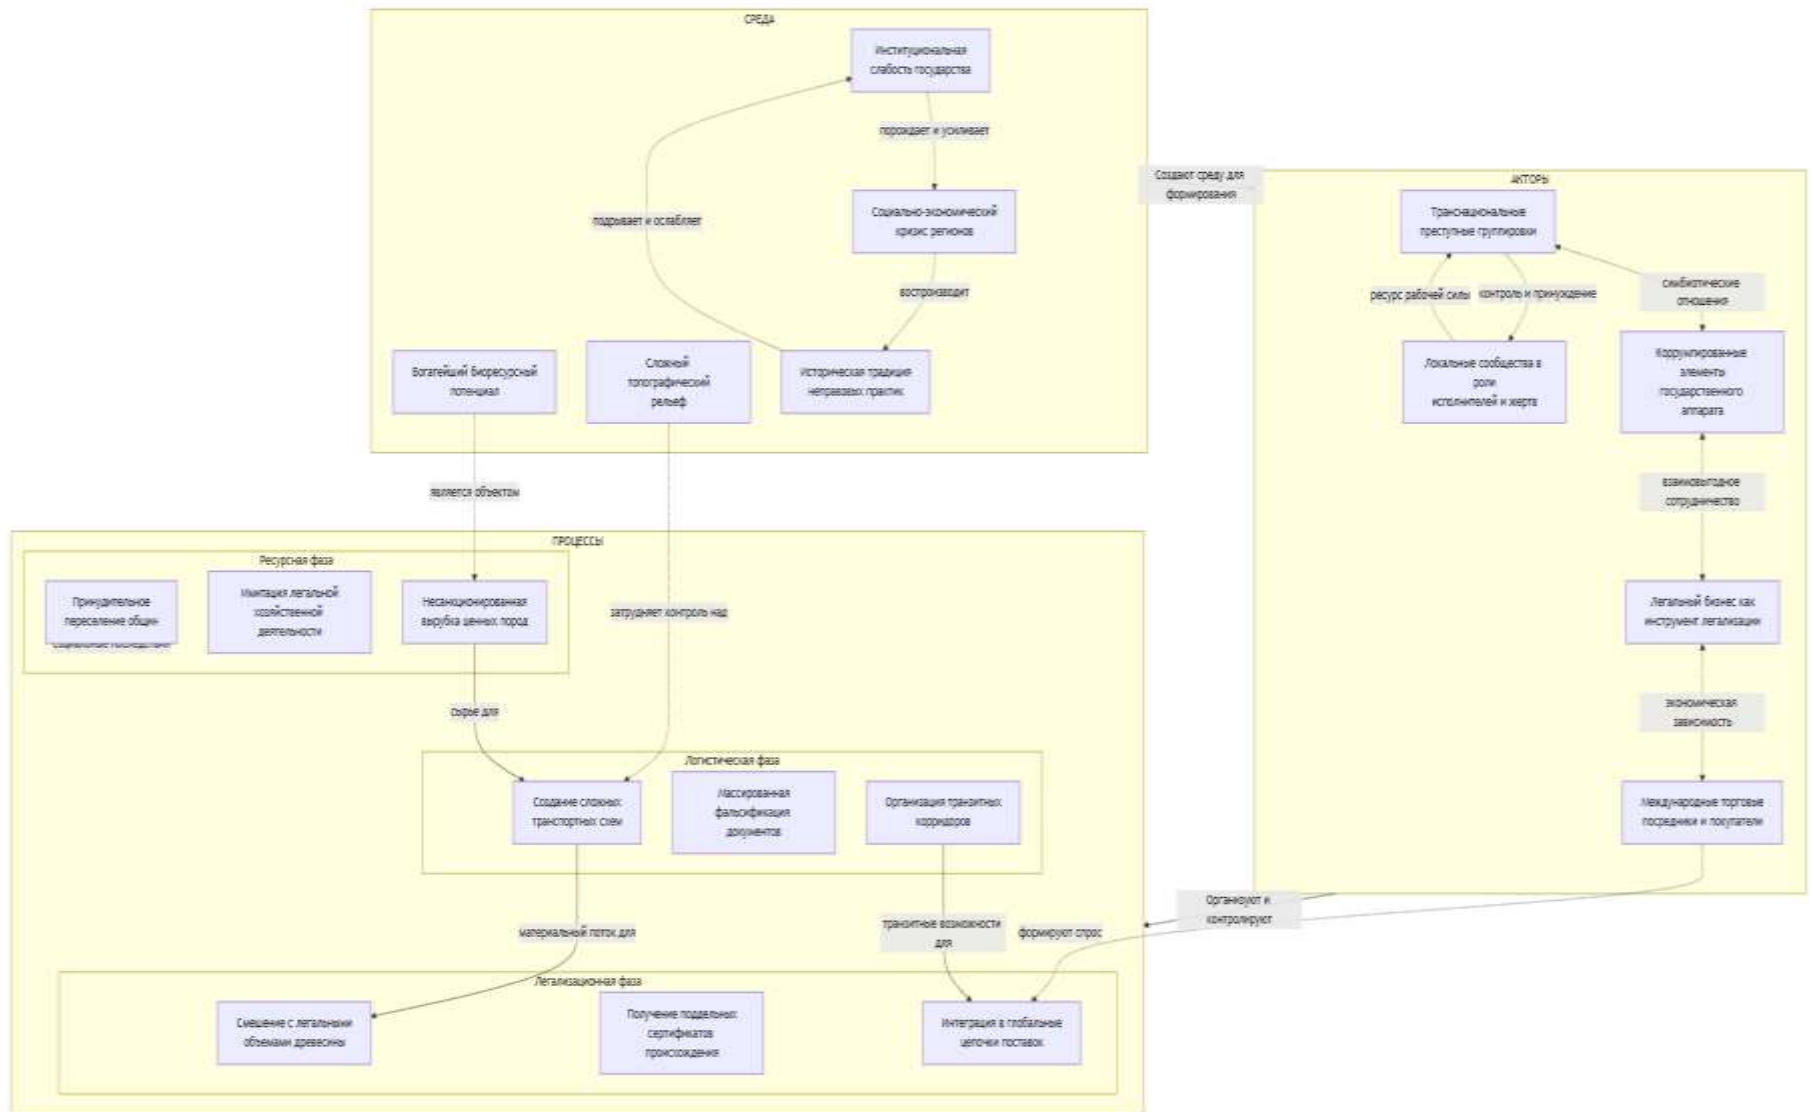 СРЕДА
Институциональная
слабость государства
порождает и усиливает
Социально-экономический
кризис регионов
подрывает и ослабляет
воспроизводит
Богатейший биоресурсный
потенциал
Сложный
топографический
рельеф
Историческая традиция
неправовых практик
Создают среду для
формирования
АКТОРЫ
Транснациональные
преступные группировки
ресурс рабочей силы
контроль и принуждение
симбиотические
отношения
Локальные сообщества в
роли
исполнителей и жертв
Коррумпированные
элементы
государственного
аппарата
взаимовыгодное
сотрудничество
Легальный бизнес как
инструмент легализации
экономическая
зависимость
Международные торговые
посредники и покупатели
является объектом
затрудняет контроль над
ПРОЦЕССЫ
Ресурсная фаза
Принудительное
переселение общин
Имитация легальной
хозяйственной
деятельности
Несанкционированная
вырубка ценных пород
сырье для
Логистическая фаза
Создание сложных
транспортных схем
Массированная
фальсификация
документов
Организация транзитных
корридоров
материальный поток для
транзитные возможности
для
формируют спрос
Организуют и
контролируют
Легализационная фаза
Смешение с легальными
объемами древесины
Получение поддельных
сертификатов
происхождения
Интеграция в глобальные
цепочки поставок